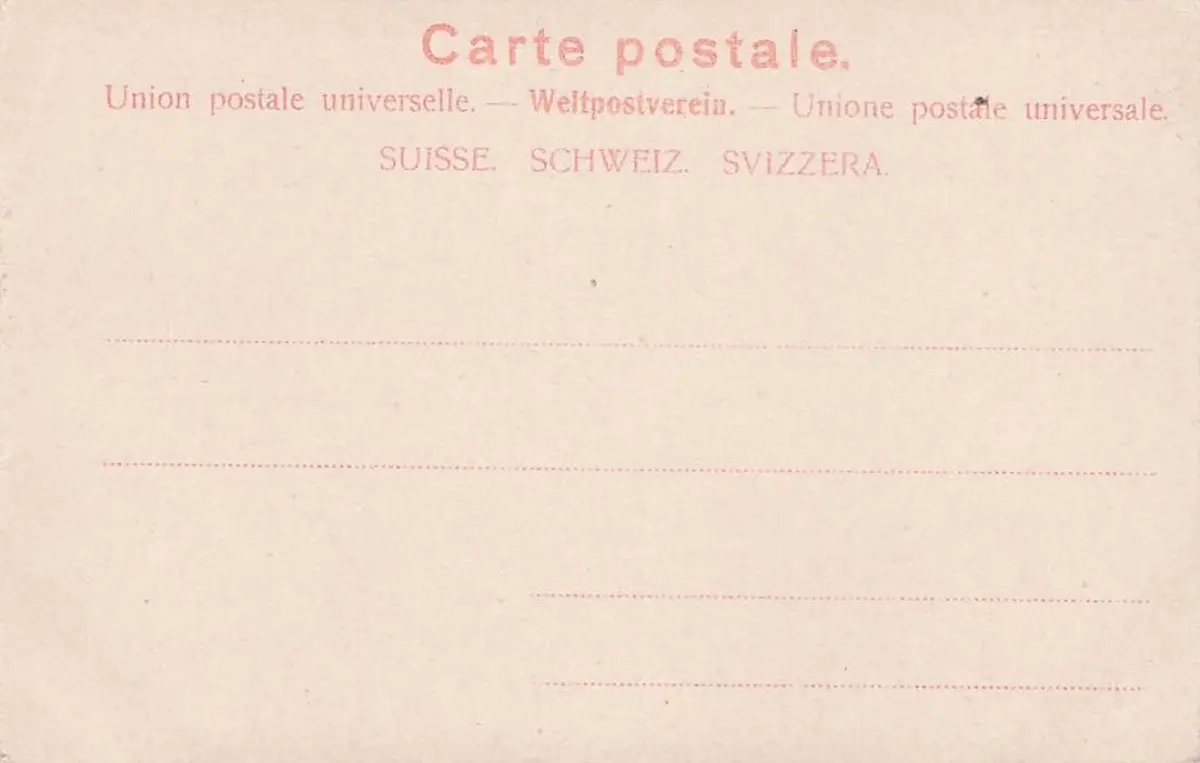 Carte postale.
Union postale universelle. — Weltpostverein. — Unione postale universale.
SUISSE. SCHWEIZ. SVIZZERA.